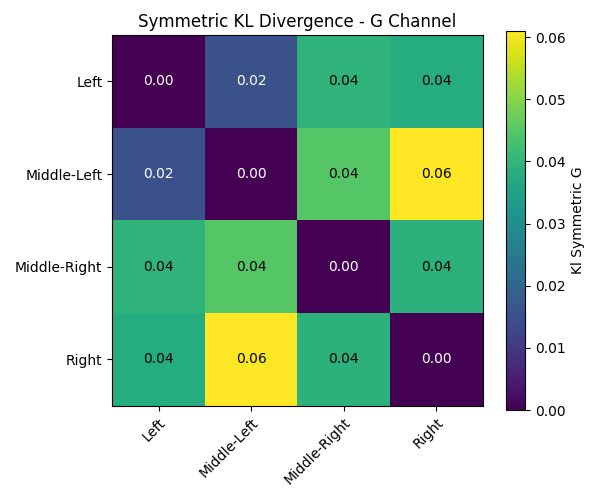 Symmetric KL Divergence - G Channel
Left 0.00 0.02 0.04 0.04
Middle-Left 0.02 0.00 0.04 0.06
Middle-Right 0.04 0.04 0.00 0.04
Right 0.04 0.06 0.04 0.00
Left Middle-Left Middle-Right Right
0.06
0.05
0.04
0.03
0.02
0.01
0.00
Kl Symmetric G